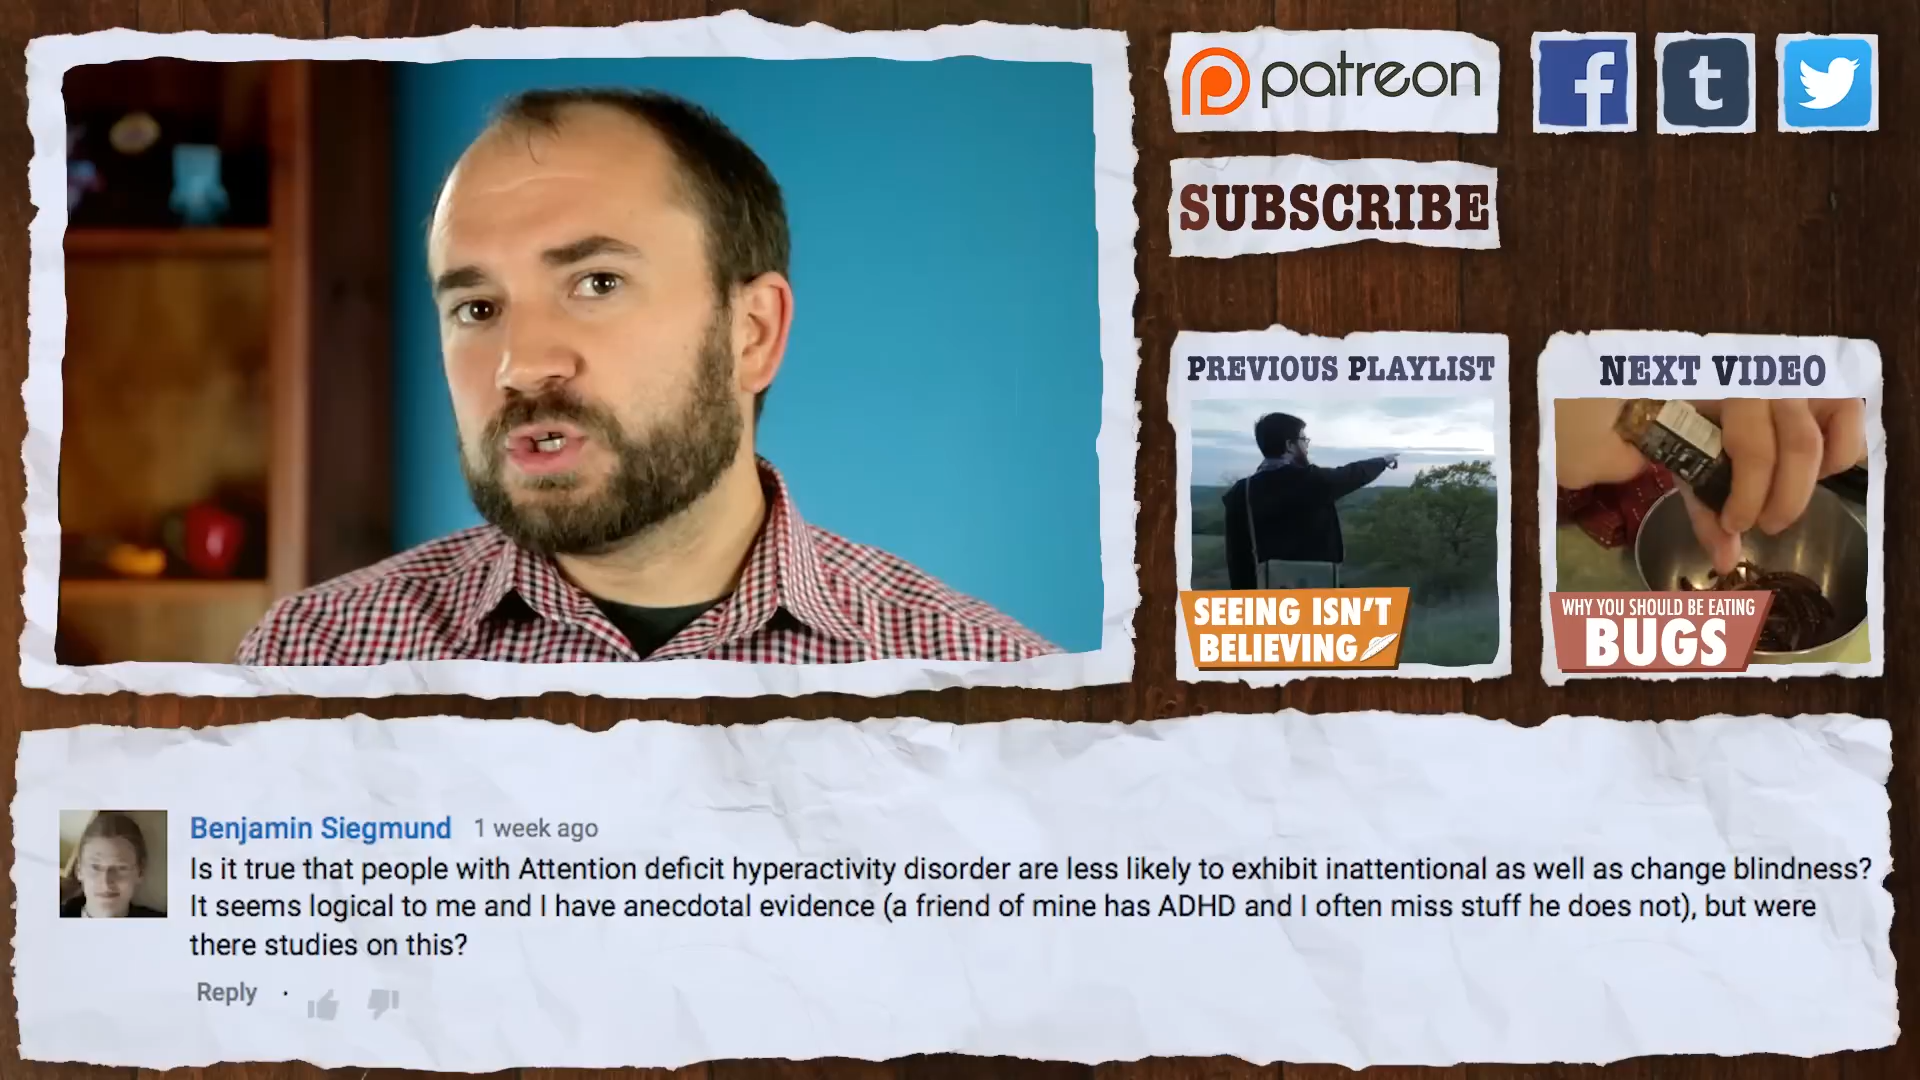 patreon
SUBSCRIBE
PREVIOUS PLAYLIST
NEXT VIDEO
SEEING ISN'T
BELIEVING
WHY YOU SHOULD BE EATING
BUGS
Benjamin Siegmund 1 week ago
Is it true that people with Attention deficit hyperactivity disorder are less likely to exhibit inattentional as well as change blindness?
It seems logical to me and I have anecdotal evidence (a friend of mine has ADHD and I often miss stuff he does not), but were
there studies on this?
Reply ·